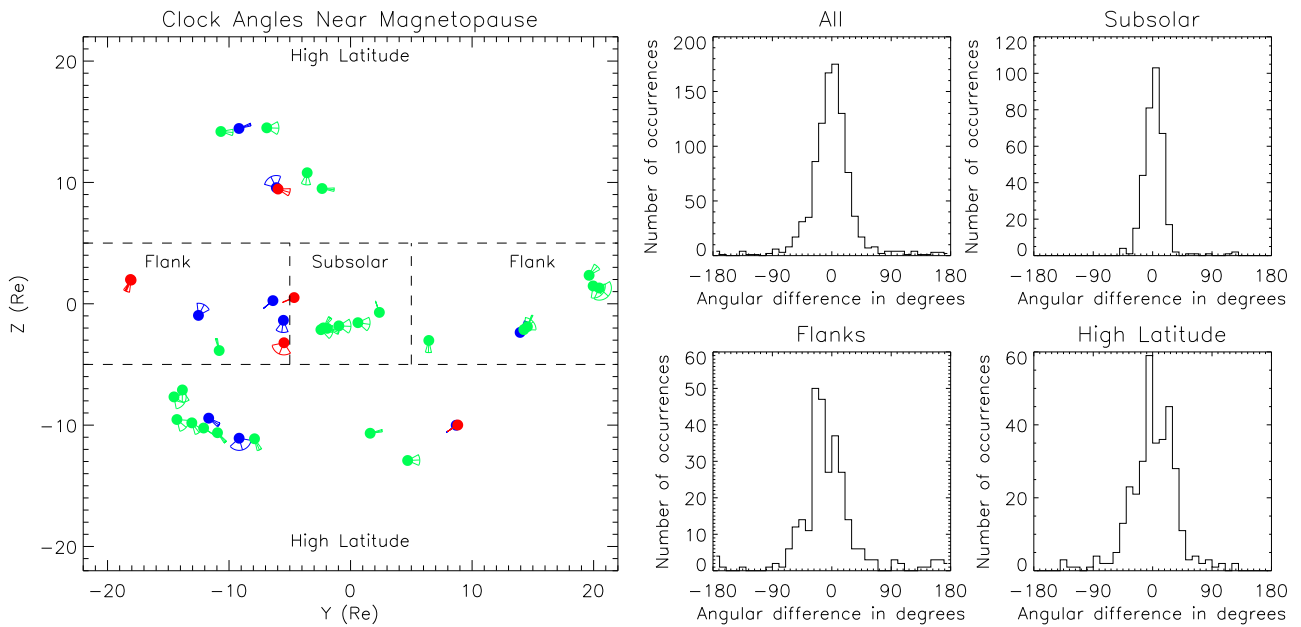 Clock Angles Near Magnetopause
High Latitude
Flank
Subsolar
Flank
High Latitude
20
10
0
−10
−20
Z (Re)
−20
−10
0
10
20
Y (Re)
All
200
150
100
50
0
Number of occurrences
−180
−90
0
90
180
Angular difference in degrees
Subsolar
120
100
80
60
40
20
0
Number of occurrences
−180
−90
0
90
180
Angular difference in degrees
Flanks
60
50
40
30
20
10
0
Number of occurrences
−180
−90
0
90
180
Angular difference in degrees
High Latitude
60
40
20
0
Number of occurrences
−180
−90
0
90
180
Angular difference in degrees